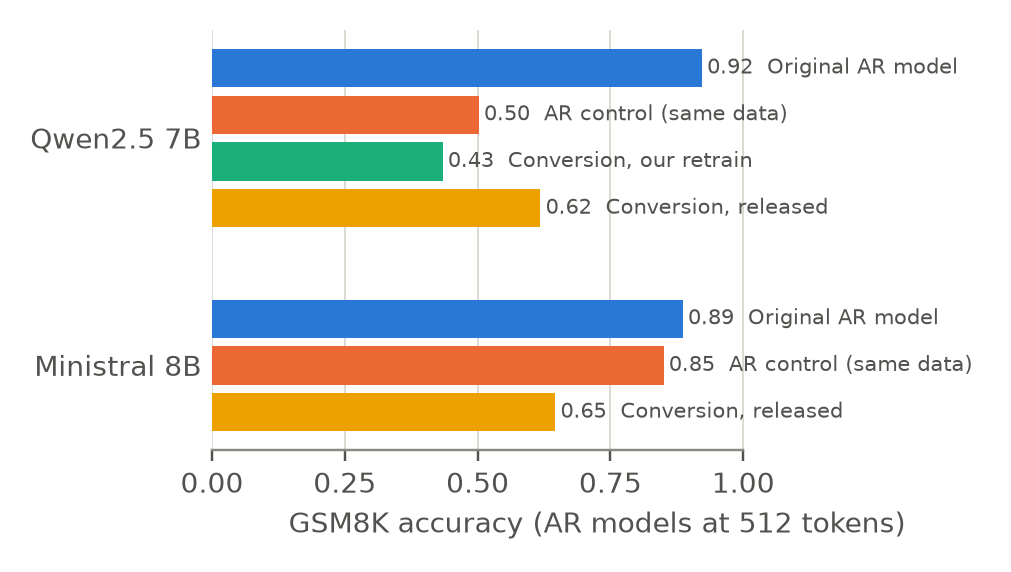 0.92 Original AR model
0.50 AR control (same data)
Qwen2.5 7B
0.43 Conversion, our retrain
0.62 Conversion, released
0.89 Original AR model
Ministral 8B
0.85 AR control (same data)
0.65 Conversion, released
0.00 0.25 0.50 0.75 1.00
GSM8K accuracy (AR models at 512 tokens)